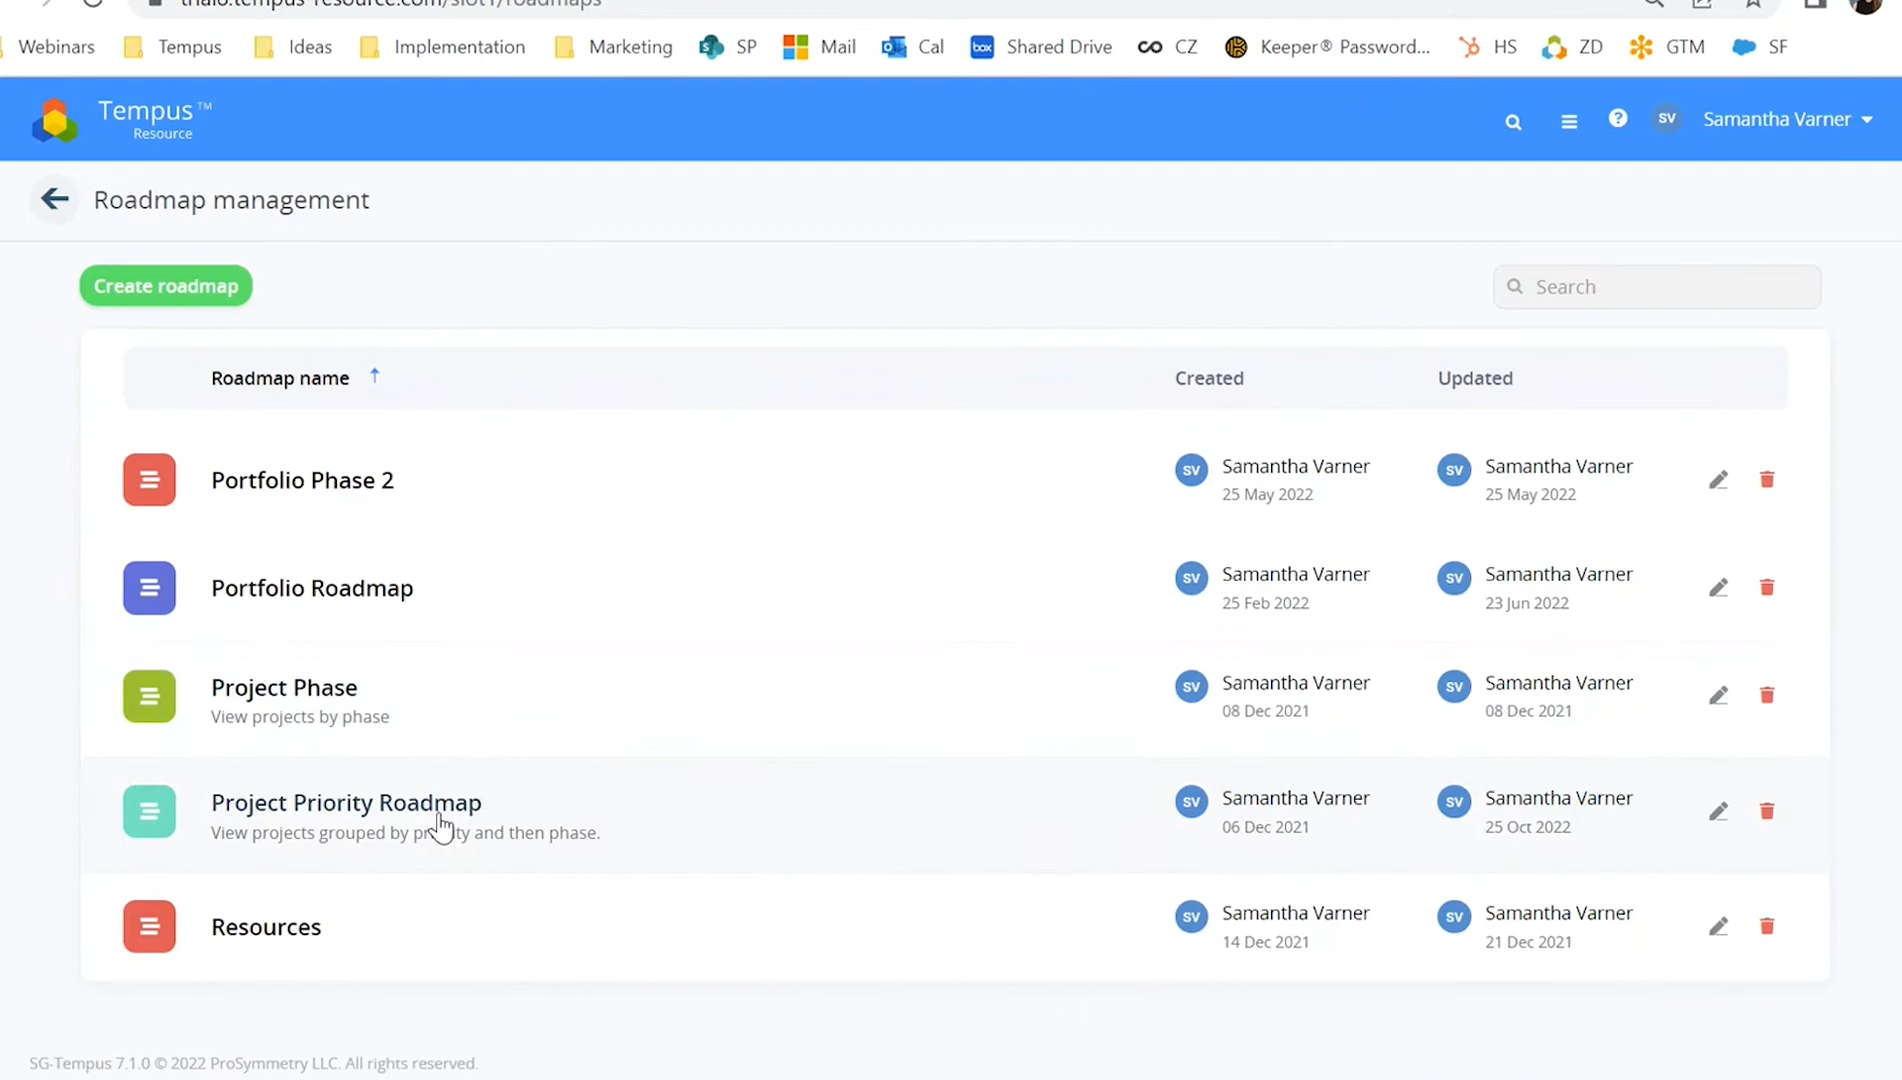 Webinars Tempus Ideas Implementation Marketing SP Mail Cal box Shared Drive CZ Keeper® Password... HS ZD GTM SF
Tempus™
Resource
SV Samantha Varner
Roadmap management
Create roadmap
Search
Roadmap name Created Updated
Portfolio Phase 2
SV Samantha Varner
25 May 2022
SV Samantha Varner
25 May 2022
Portfolio Roadmap
SV Samantha Varner
25 Feb 2022
SV Samantha Varner
23 Jun 2022
Project Phase
View projects by phase
SV Samantha Varner
08 Dec 2021
SV Samantha Varner
08 Dec 2021
Project Priority Roadmap
View projects grouped by priority and then phase.
SV Samantha Varner
06 Dec 2021
SV Samantha Varner
25 Oct 2022
Resources
SV Samantha Varner
14 Dec 2021
SV Samantha Varner
21 Dec 2021
SG-Tempus 7.1.0 © 2022 ProSymmetry LLC. All rights reserved.